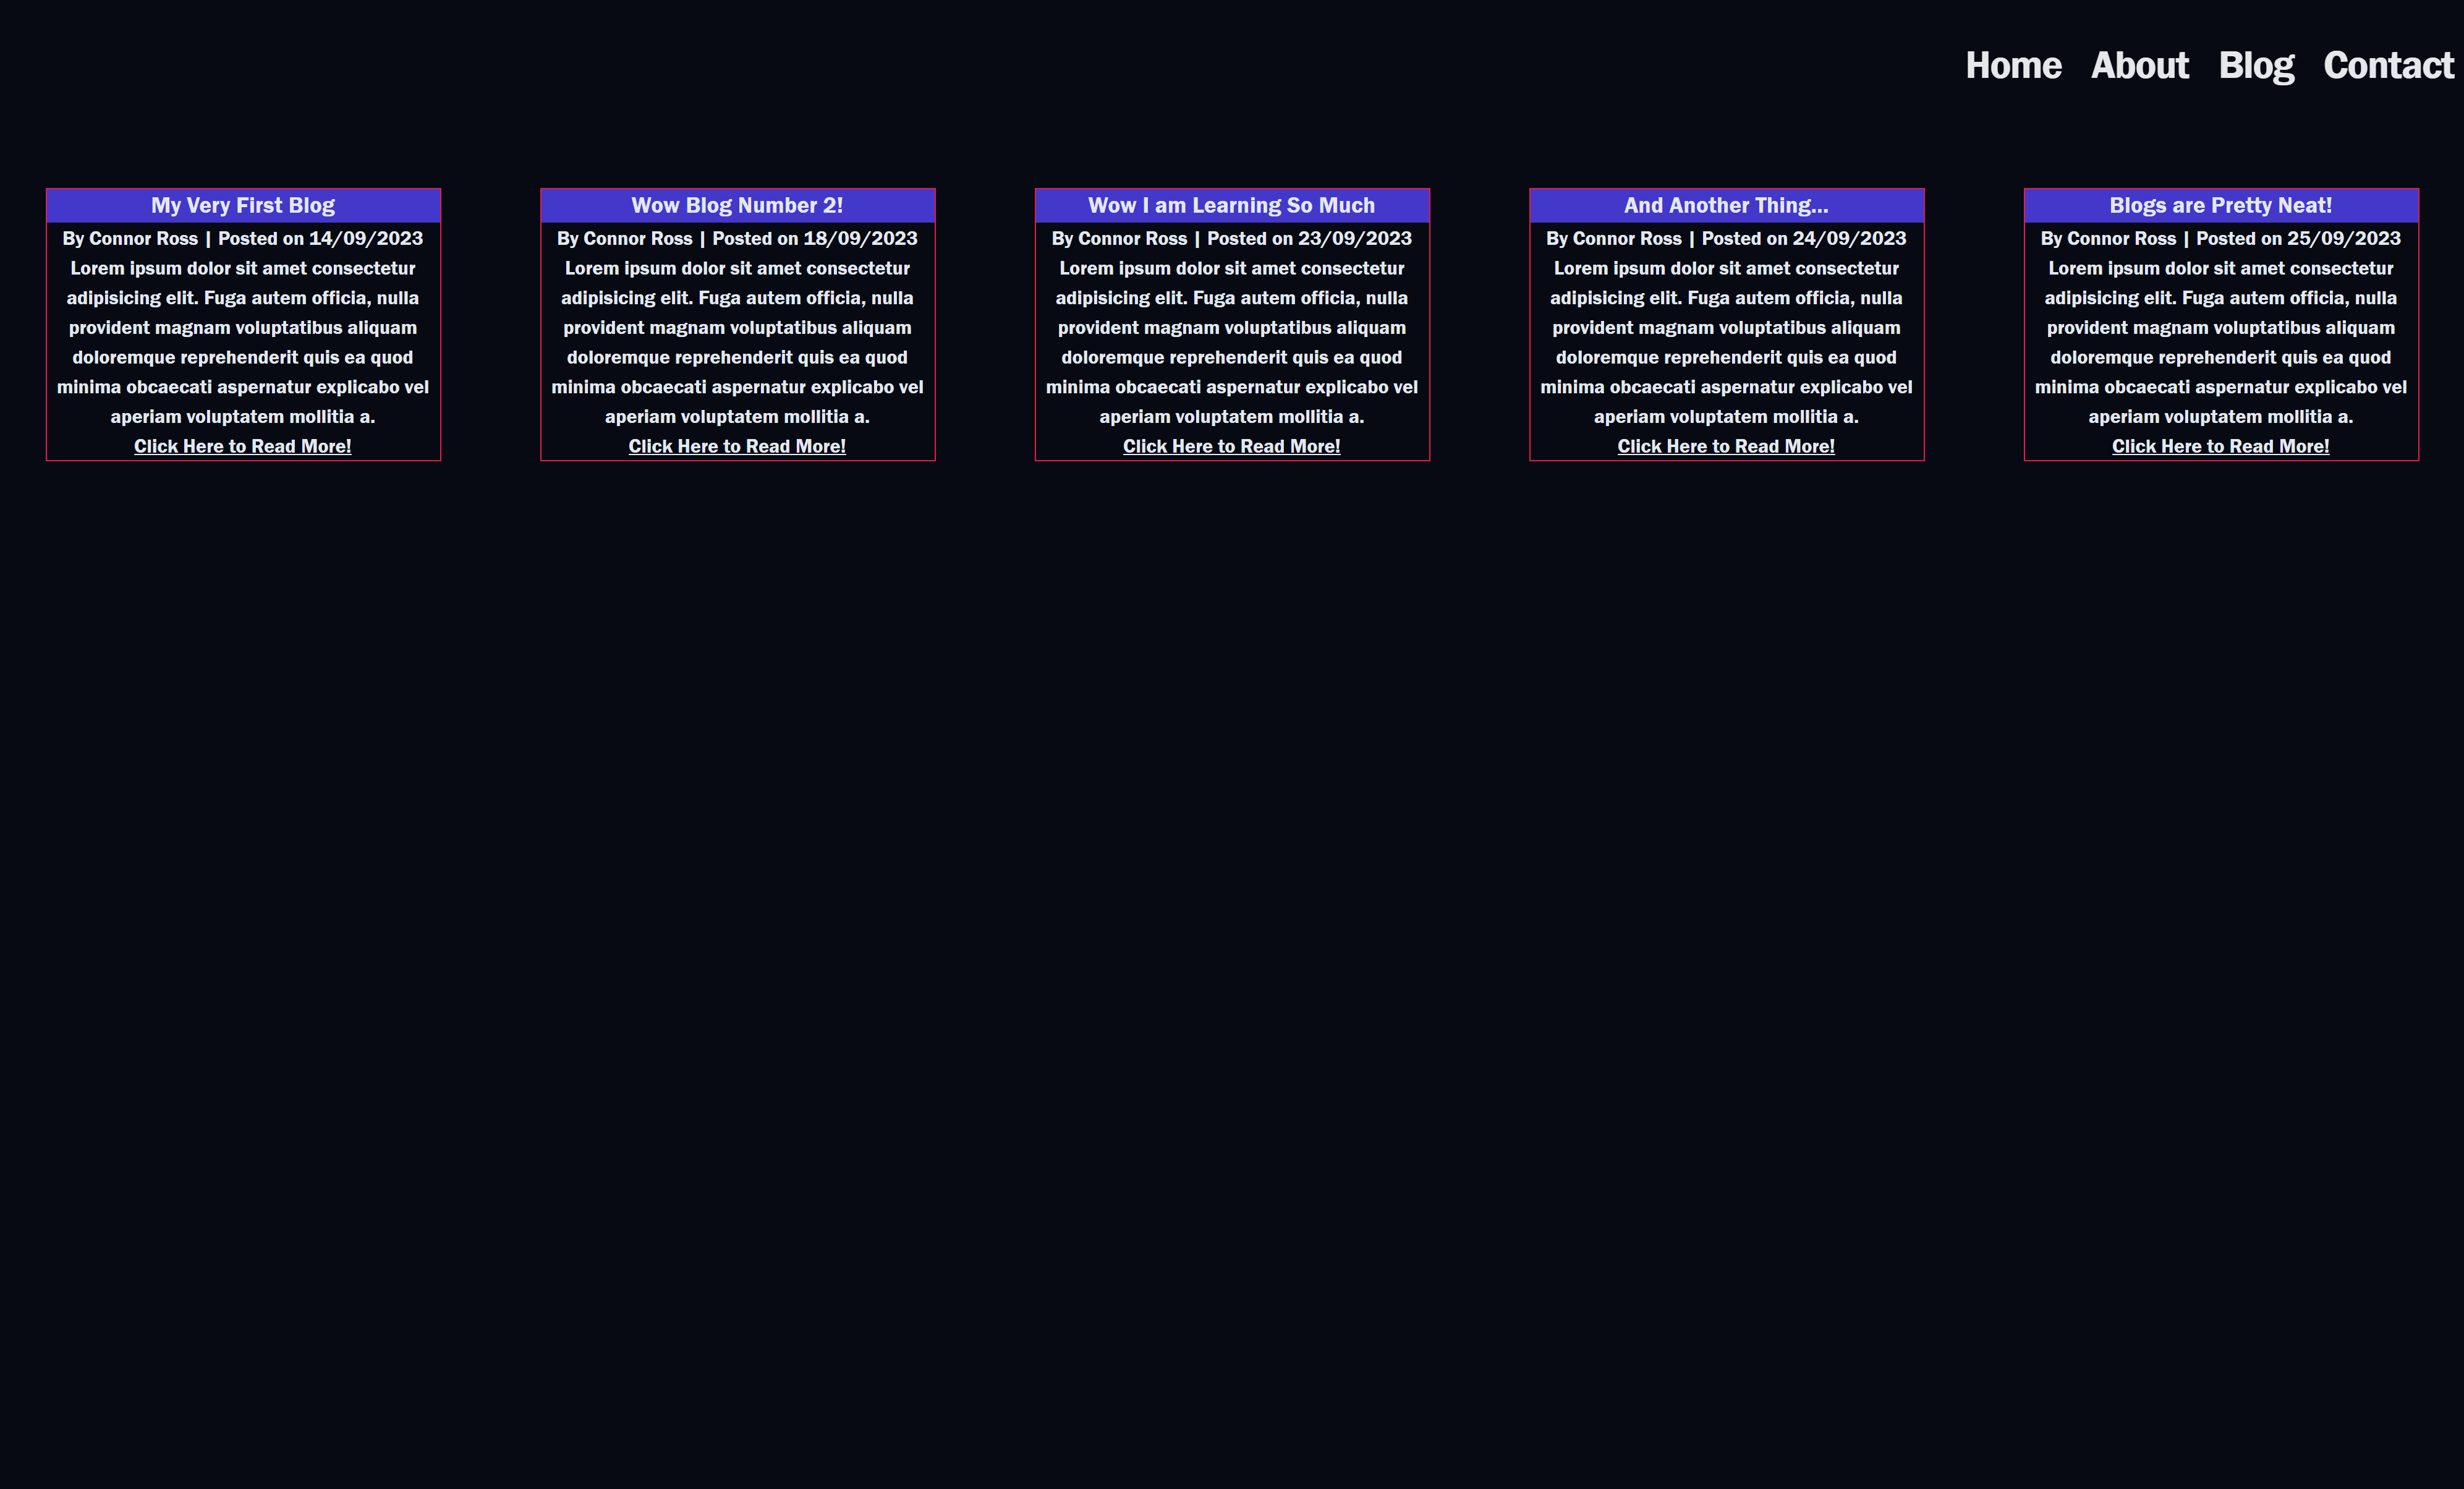 Home About Blog Contact
My Very First Blog
By Connor Ross | Posted on 14/09/2023
Lorem ipsum dolor sit amet consectetur
adipisicing elit. Fuga autem officia, nulla
provident magnam voluptatibus aliquam
doloremque reprehenderit quis ea quod
minima obcaecati aspernatur explicabo vel
aperiam voluptatem mollitia a.
Click Here to Read More!
Wow Blog Number 2!
By Connor Ross | Posted on 18/09/2023
Lorem ipsum dolor sit amet consectetur
adipisicing elit. Fuga autem officia, nulla
provident magnam voluptatibus aliquam
doloremque reprehenderit quis ea quod
minima obcaecati aspernatur explicabo vel
aperiam voluptatem mollitia a.
Click Here to Read More!
Wow I am Learning So Much
By Connor Ross | Posted on 23/09/2023
Lorem ipsum dolor sit amet consectetur
adipisicing elit. Fuga autem officia, nulla
provident magnam voluptatibus aliquam
doloremque reprehenderit quis ea quod
minima obcaecati aspernatur explicabo vel
aperiam voluptatem mollitia a.
Click Here to Read More!
And Another Thing...
By Connor Ross | Posted on 24/09/2023
Lorem ipsum dolor sit amet consectetur
adipisicing elit. Fuga autem officia, nulla
provident magnam voluptatibus aliquam
doloremque reprehenderit quis ea quod
minima obcaecati aspernatur explicabo vel
aperiam voluptatem mollitia a.
Click Here to Read More!
Blogs are Pretty Neat!
By Connor Ross | Posted on 25/09/2023
Lorem ipsum dolor sit amet consectetur
adipisicing elit. Fuga autem officia, nulla
provident magnam voluptatibus aliquam
doloremque reprehenderit quis ea quod
minima obcaecati aspernatur explicabo vel
aperiam voluptatem mollitia a.
Click Here to Read More!